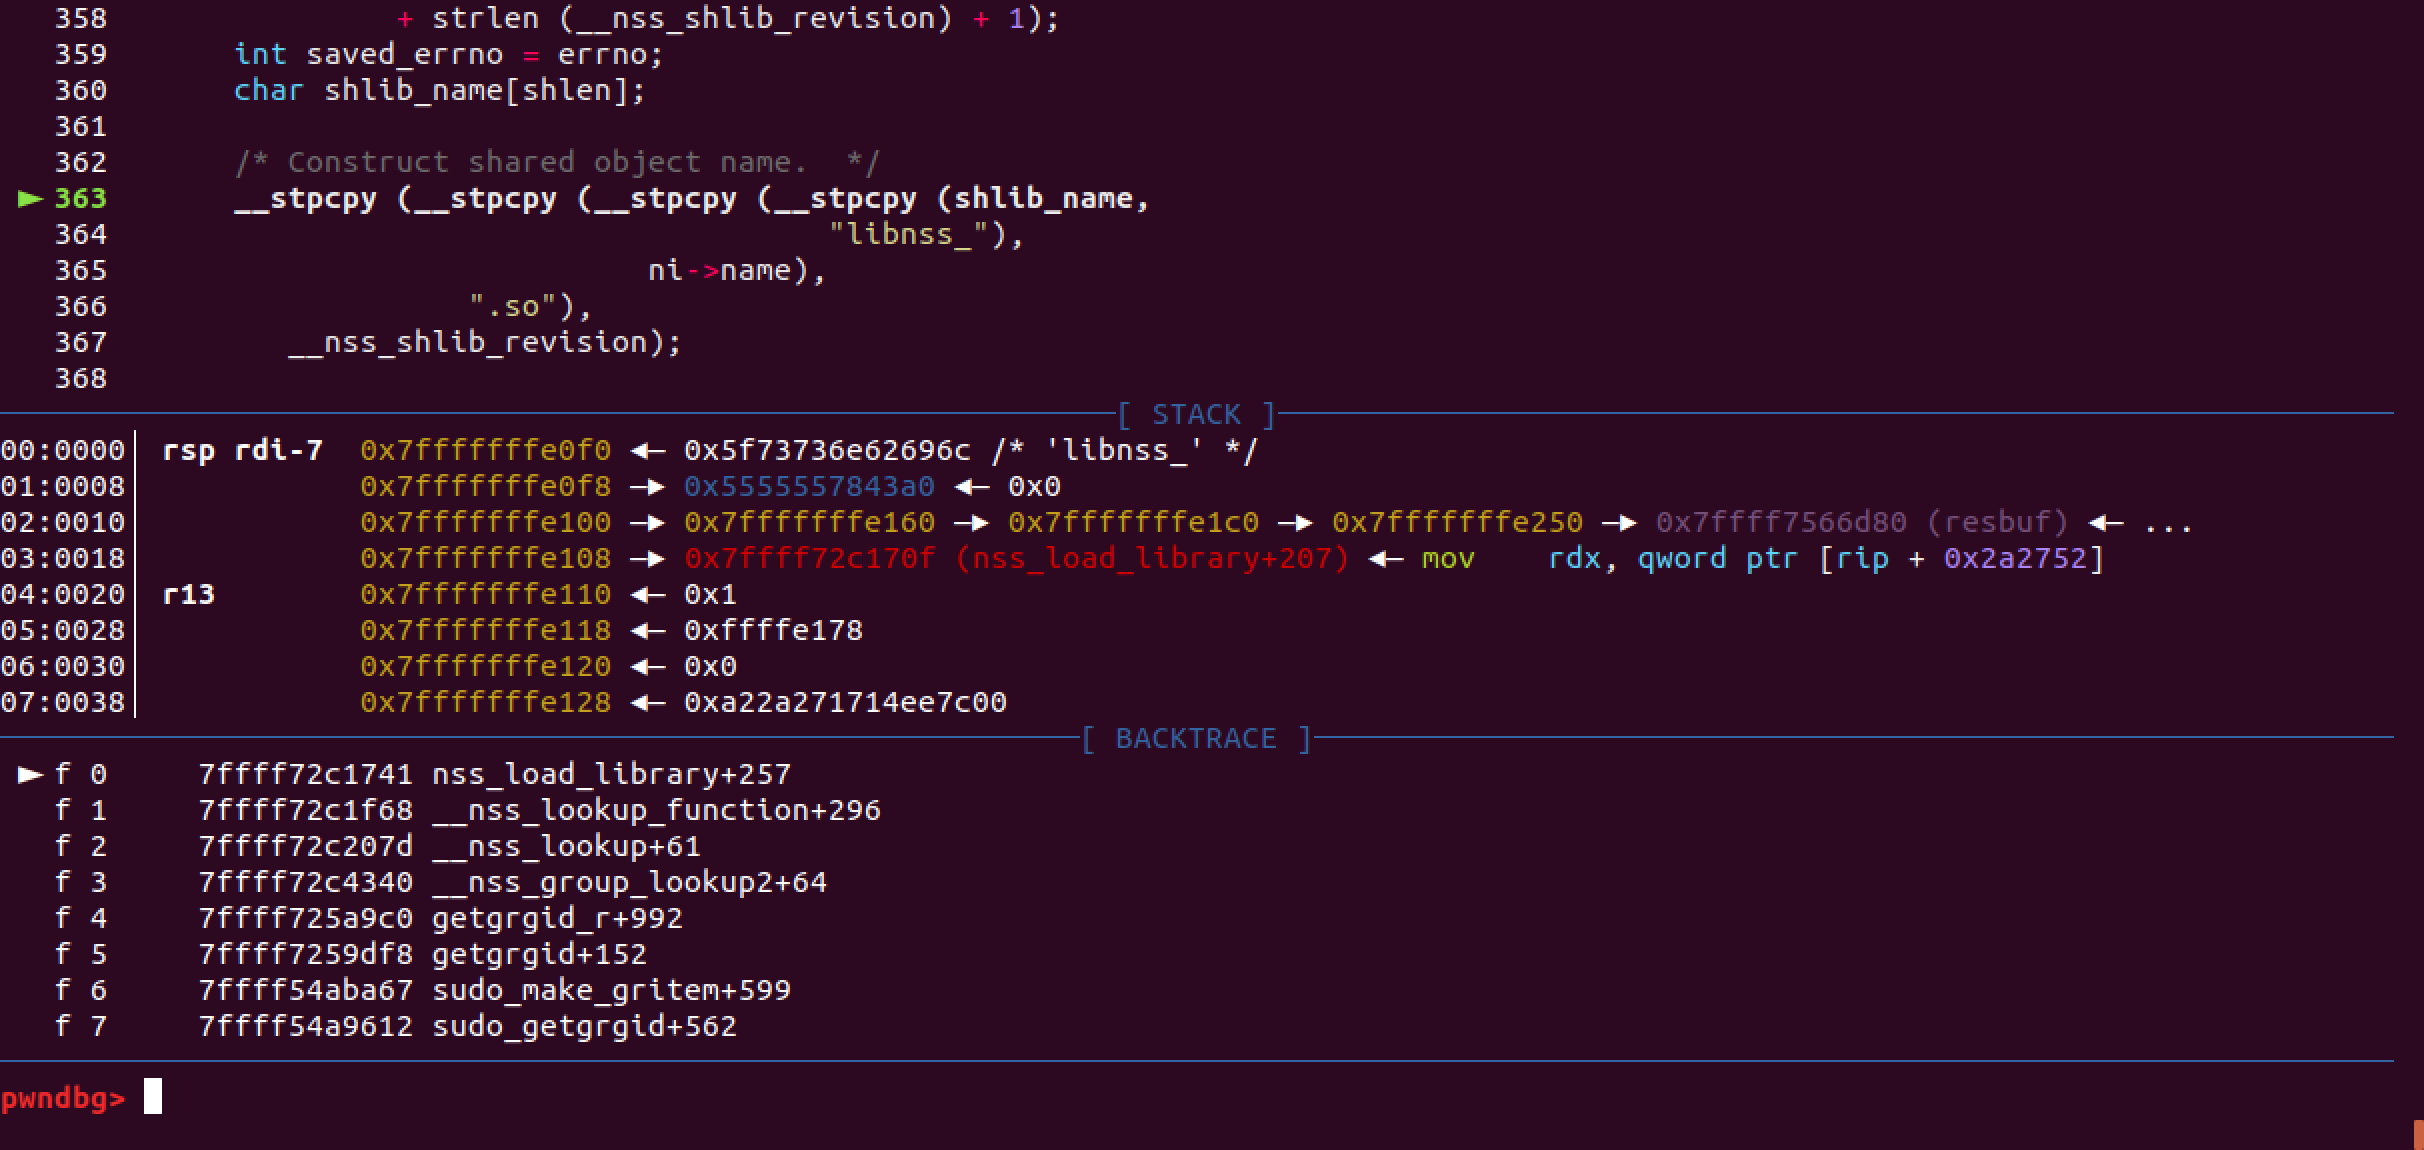 358 + strlen (__nss_shlib_revision) + 1);
359 int saved_errno = errno;
360 char shlib_name[shlen];
361
362 /* Construct shared object name.  */
► 363 __stpcpy (__stpcpy (__stpcpy (__stpcpy (shlib_name,
364 "libnss_"),
365 ni->name),
366 ".so"),
367 __nss_shlib_revision);
368
[ STACK ]
00:0000│ rsp rdi-7 0x7fffffffe0f0 ◄— 0x5f73736e62696c /* 'libnss_' */
01:0008│ 0x7fffffffe0f8 —► 0x5555557843a0 ◄— 0x0
02:0010│ 0x7fffffffe100 —► 0x7fffffffe160 —► 0x7fffffffe1c0 —► 0x7fffffffe250 —► 0x7ffff7566d80 (resbuf) ◄— ...
03:0018│ 0x7fffffffe108 —► 0x7ffff72c170f (nss_load_library+207) ◄— mov rdx, qword ptr [rip + 0x2a2752]
04:0020│ r13 0x7fffffffe110 ◄— 0x1
05:0028│ 0x7fffffffe118 ◄— 0xffffe178
06:0030│ 0x7fffffffe120 ◄— 0x0
07:0038│ 0x7fffffffe128 ◄— 0xa22a271714ee7c00
[ BACKTRACE ]
► f 0 7ffff72c1741 nss_load_library+257
f 1 7ffff72c1f68 __nss_lookup_function+296
f 2 7ffff72c207d __nss_lookup+61
f 3 7ffff72c4340 __nss_group_lookup2+64
f 4 7ffff725a9c0 getgrgid_r+992
f 5 7ffff7259df8 getgrgid+152
f 6 7ffff54aba67 sudo_make_gritem+599
f 7 7ffff54a9612 sudo_getgrgid+562
pwndbg>